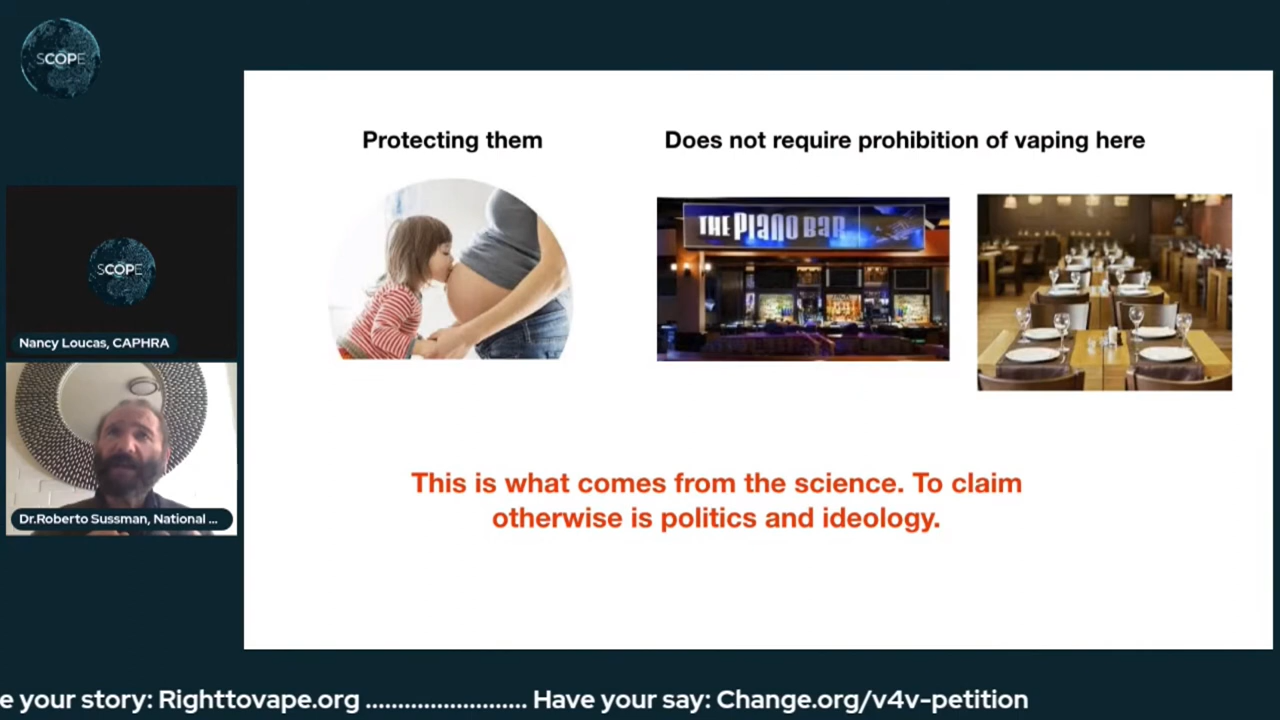 SCOPE
Protecting them
Does not require prohibition of vaping here
THE PIANO BAR
SCOPE
Nancy Loucas, CAPHRA
Dr.Roberto Sussman, National ...
This is what comes from the science. To claim
otherwise is politics and ideology.
e your story: Righttovape.org ......................... Have your say: Change.org/v4v-petition